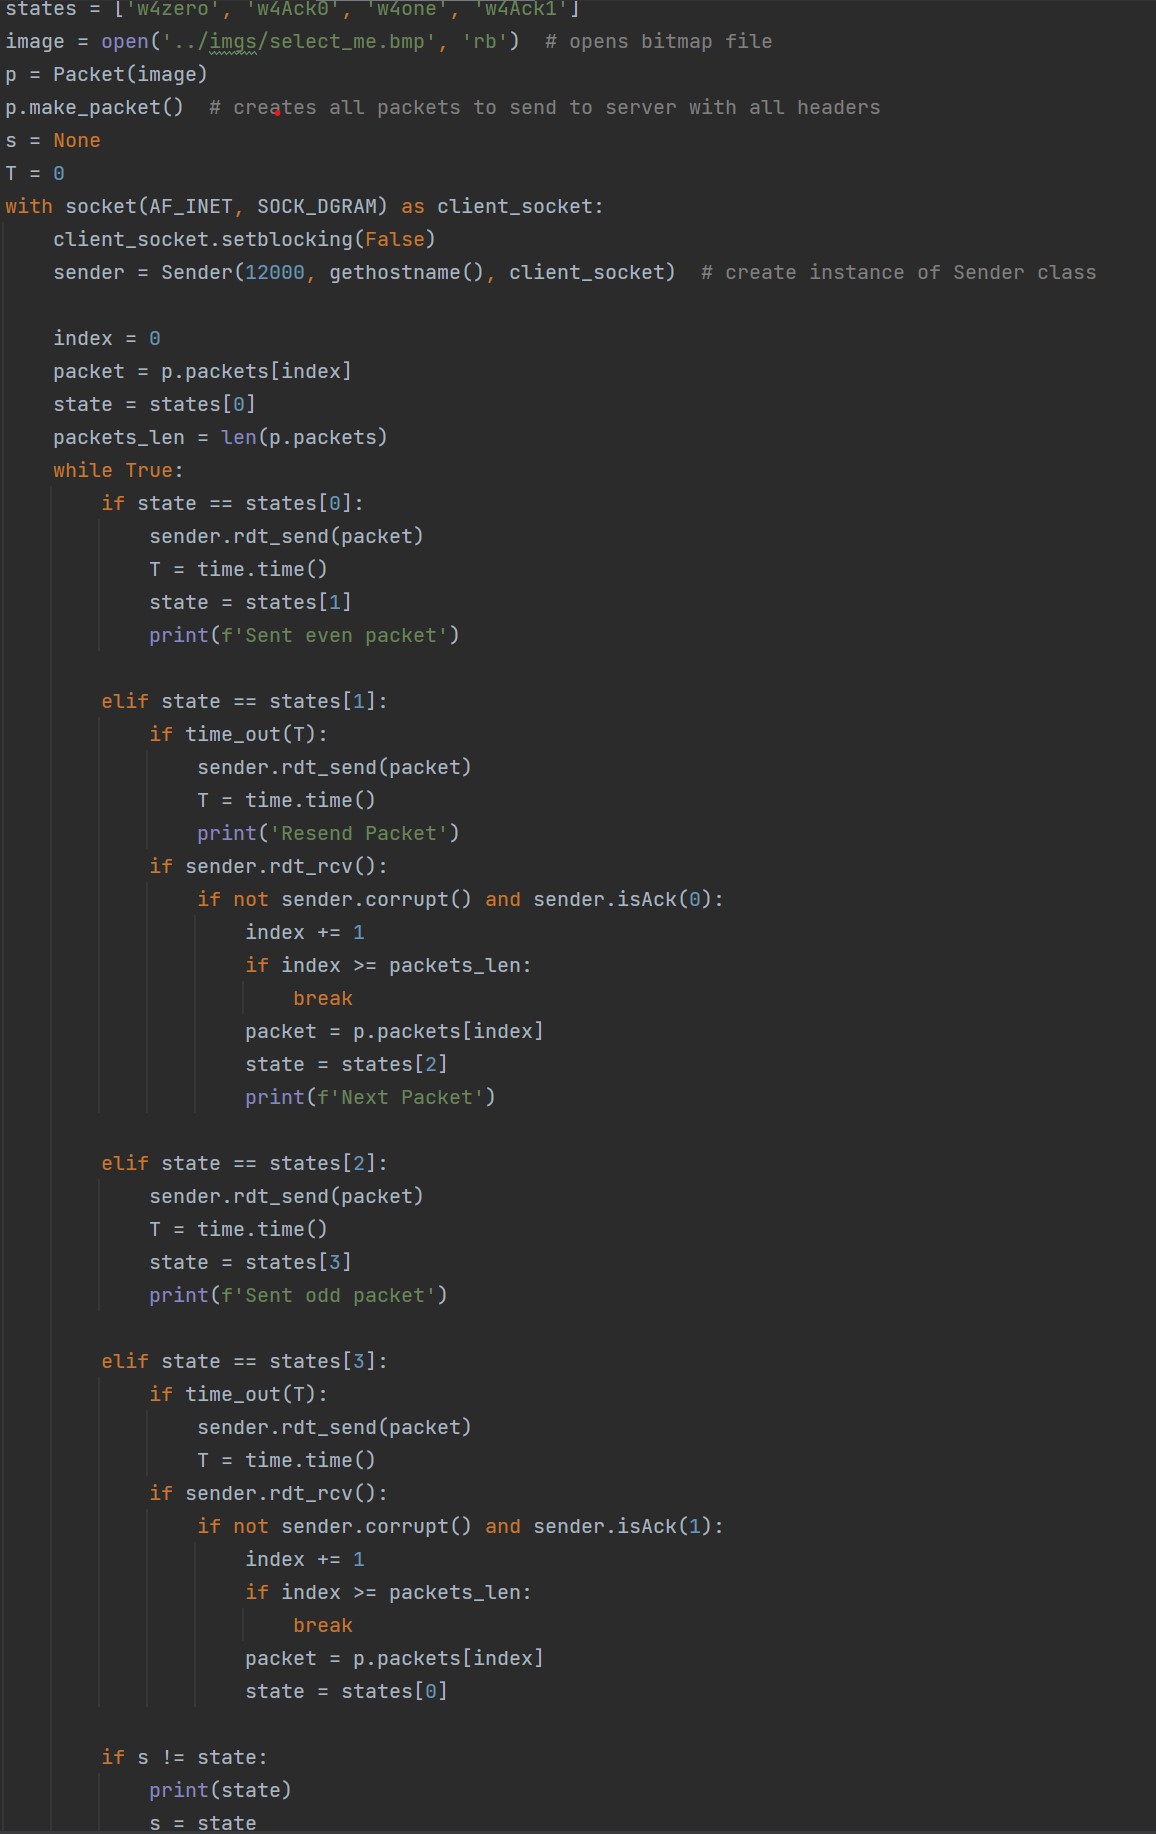 states = ['w4zero', 'w4Ack0', 'w4one', 'w4Ack1']
image = open('../imgs/select_me.bmp', 'rb')  # opens bitmap file
p = Packet(image)
p.make_packet()  # creates all packets to send to server with all headers
s = None
T = 0
with socket(AF_INET, SOCK_DGRAM) as client_socket:
    client_socket.setblocking(False)
    sender = Sender(12000, gethostname(), client_socket)  # create instance of Sender class

    index = 0
    packet = p.packets[index]
    state = states[0]
    packets_len = len(p.packets)
    while True:
        if state == states[0]:
            sender.rdt_send(packet)
            T = time.time()
            state = states[1]
            print(f'Sent even packet')

        elif state == states[1]:
            if time_out(T):
                sender.rdt_send(packet)
                T = time.time()
                print('Resend Packet')
            if sender.rdt_rcv():
                if not sender.corrupt() and sender.isAck(0):
                    index += 1
                    if index >= packets_len:
                        break
                    packet = p.packets[index]
                    state = states[2]
                    print(f'Next Packet')

        elif state == states[2]:
            sender.rdt_send(packet)
            T = time.time()
            state = states[3]
            print(f'Sent odd packet')

        elif state == states[3]:
            if time_out(T):
                sender.rdt_send(packet)
                T = time.time()
            if sender.rdt_rcv():
                if not sender.corrupt() and sender.isAck(1):
                    index += 1
                    if index >= packets_len:
                        break
                    packet = p.packets[index]
                    state = states[0]

        if s != state:
            print(state)
            s = state